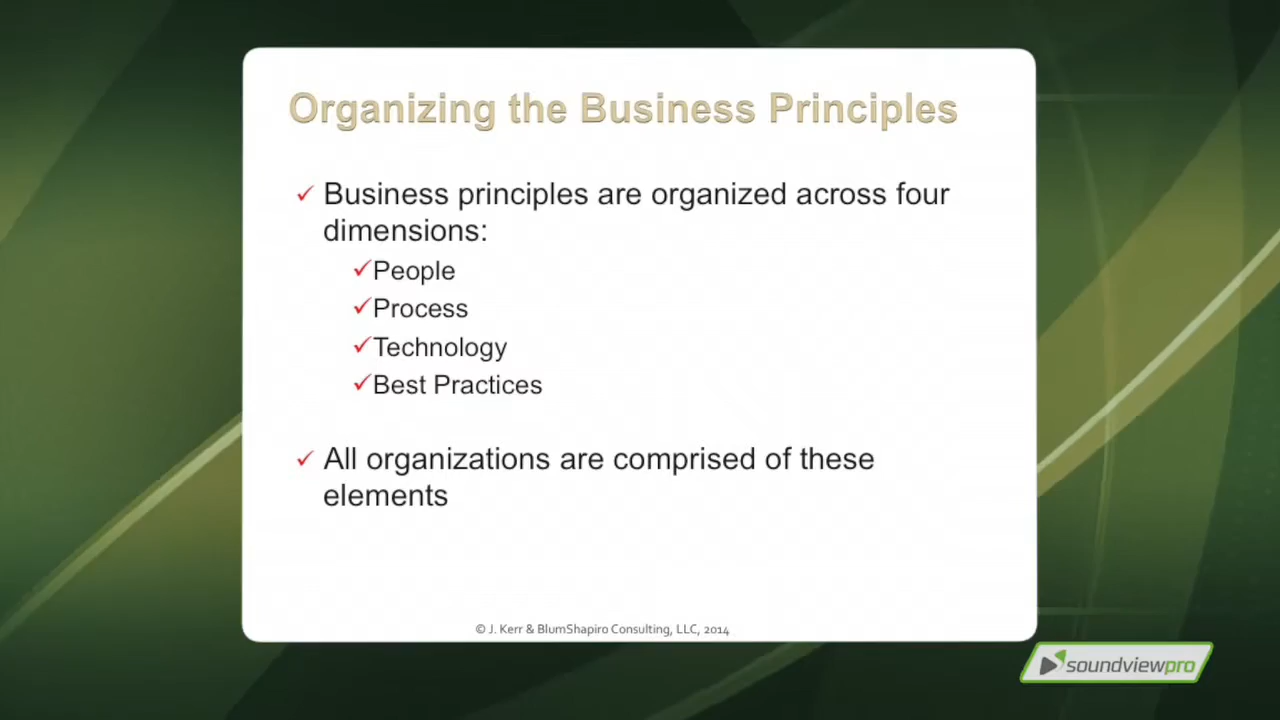 Organizing the Business Principles
✓ Business principles are organized across four
dimensions:
✓People
✓Process
✓Technology
✓Best Practices
✓ All organizations are comprised of these
elements
© J. Kerr & BlumShapiro Consulting, LLC, 2014
soundviewpro